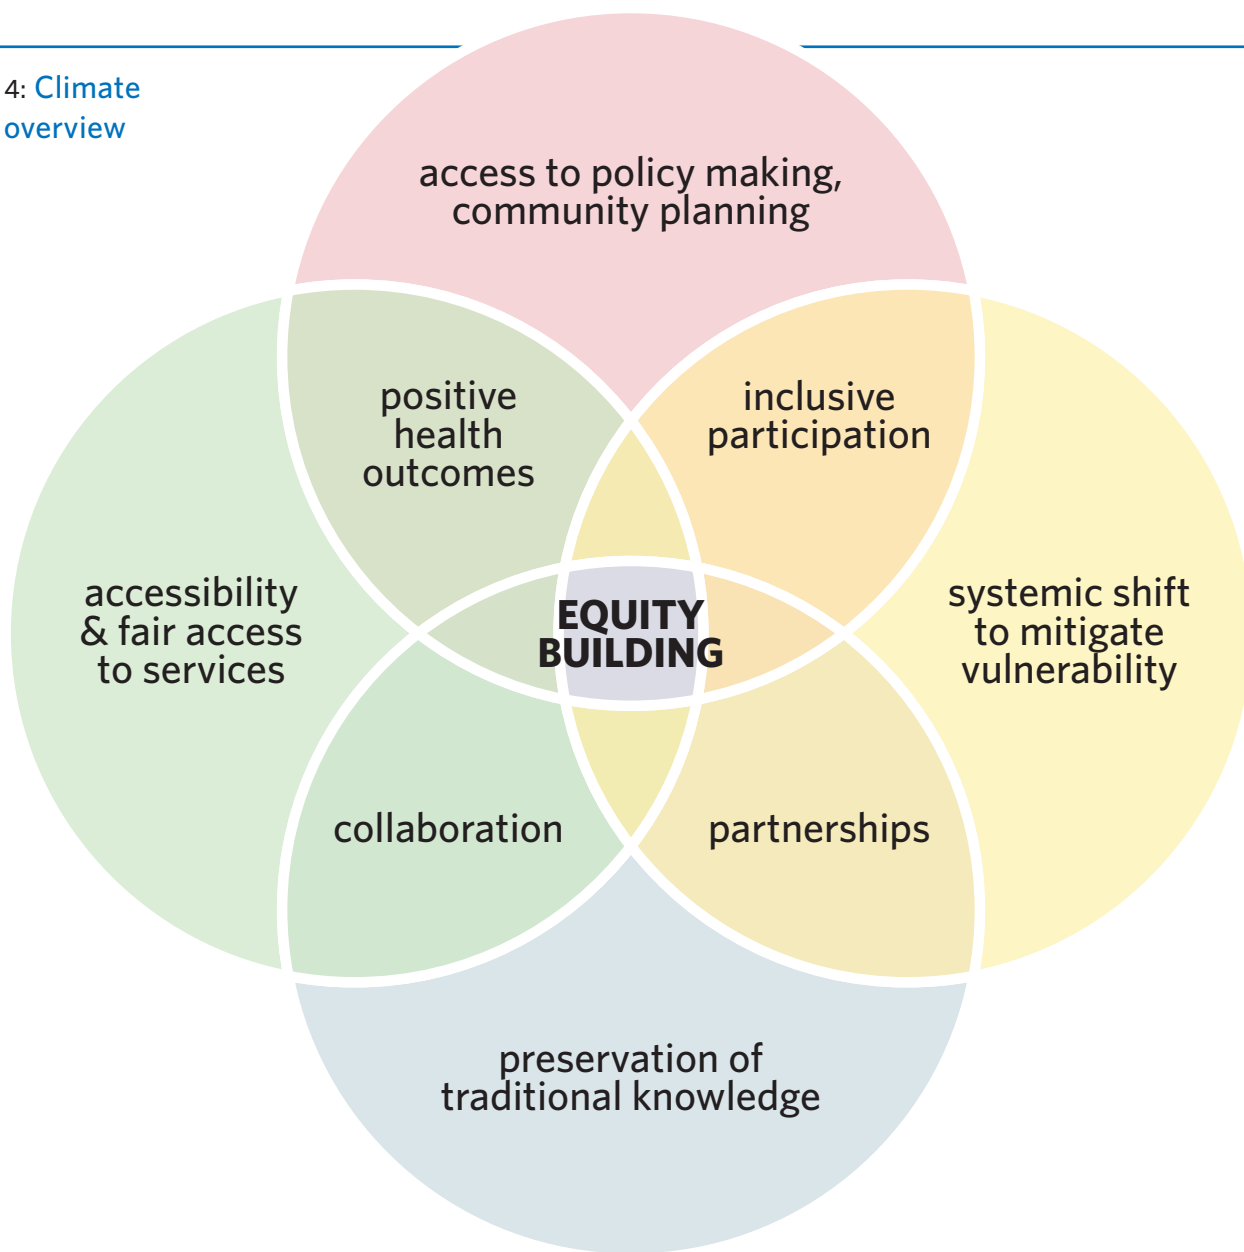 4: Climate
overview
access to policy making,
community planning
positive
health
outcomes
inclusive
participation
accessibility
& fair access
to services
EQUITY
BUILDING
systemic shift
to mitigate
vulnerability
collaboration
partnerships
preservation of
traditional knowledge